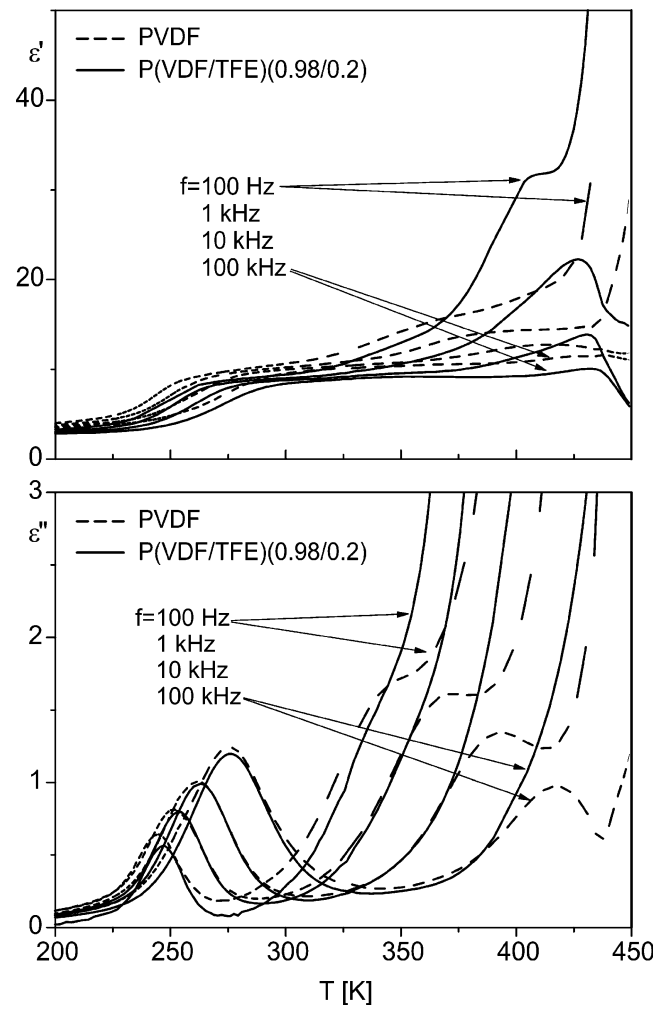 ε'
PVDF
P(VDF/TFE)(0.98/0.2)
40
f=100 Hz
1 kHz
10 kHz
100 kHz
20
0
3
ε"
PVDF
P(VDF/TFE)(0.98/0.2)
2
f=100 Hz
1 kHz
10 kHz
100 kHz
1
0
200 250 300 350 400 450
T [K]